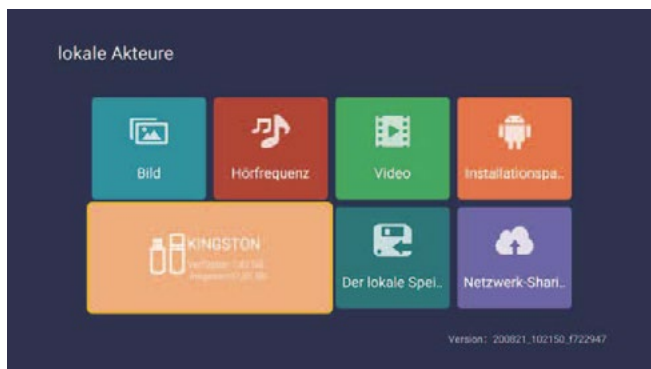 lokale Akteure
Bild
Hörfrequenz
Video
Installationspa..
KINGSTON
Der lokale Spei..
Netzwerk-Shari..
Version: 200821_102150_f722947